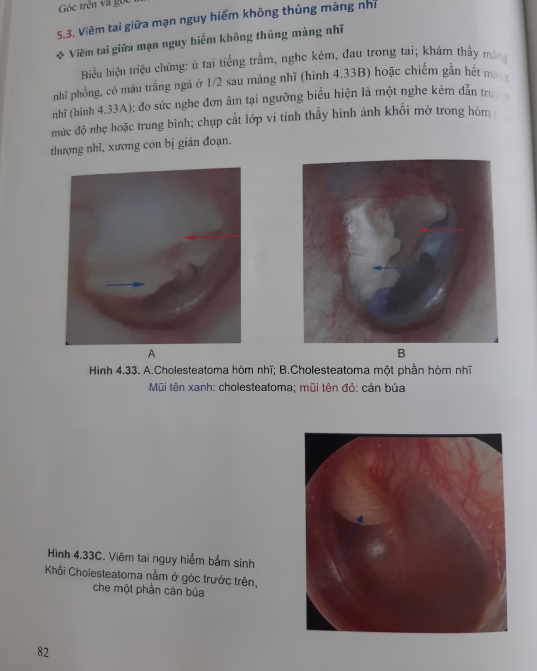 Góc trên và góc
5.3. Viêm tai giữa mạn nguy hiểm không thủng màng nhĩ
❖ Viêm tai giữa mạn nguy hiểm không thủng màng nhĩ
Biểu hiện triệu chứng: ù tai tiếng trầm, nghe kém, đau trong tai; khám thấy màng
nhĩ phồng, có màu trắng ngà ở 1/2 sau màng nhĩ (hình 4.33B) hoặc chiếm gần hết màng
nhĩ (hình 4.33A); đo sức nghe đơn âm tại ngưỡng biểu hiện là một nghe kém dẫn truyền
mức độ nhẹ hoặc trung bình; chụp cắt lớp vi tính thấy hình ảnh khối mờ trong hòm
thượng nhĩ, xương con bị gián đoạn.
A
B
Hình 4.33. A.Cholesteatoma hòm nhĩ; B.Cholesteatoma một phần hòm nhĩ
Mũi tên xanh: cholesteatoma; mũi tên đỏ: cán búa
Hình 4.33C. Viêm tai nguy hiểm bẩm sinh
Khối Cholesteatoma nằm ở góc trước trên,
che một phần cán búa
82